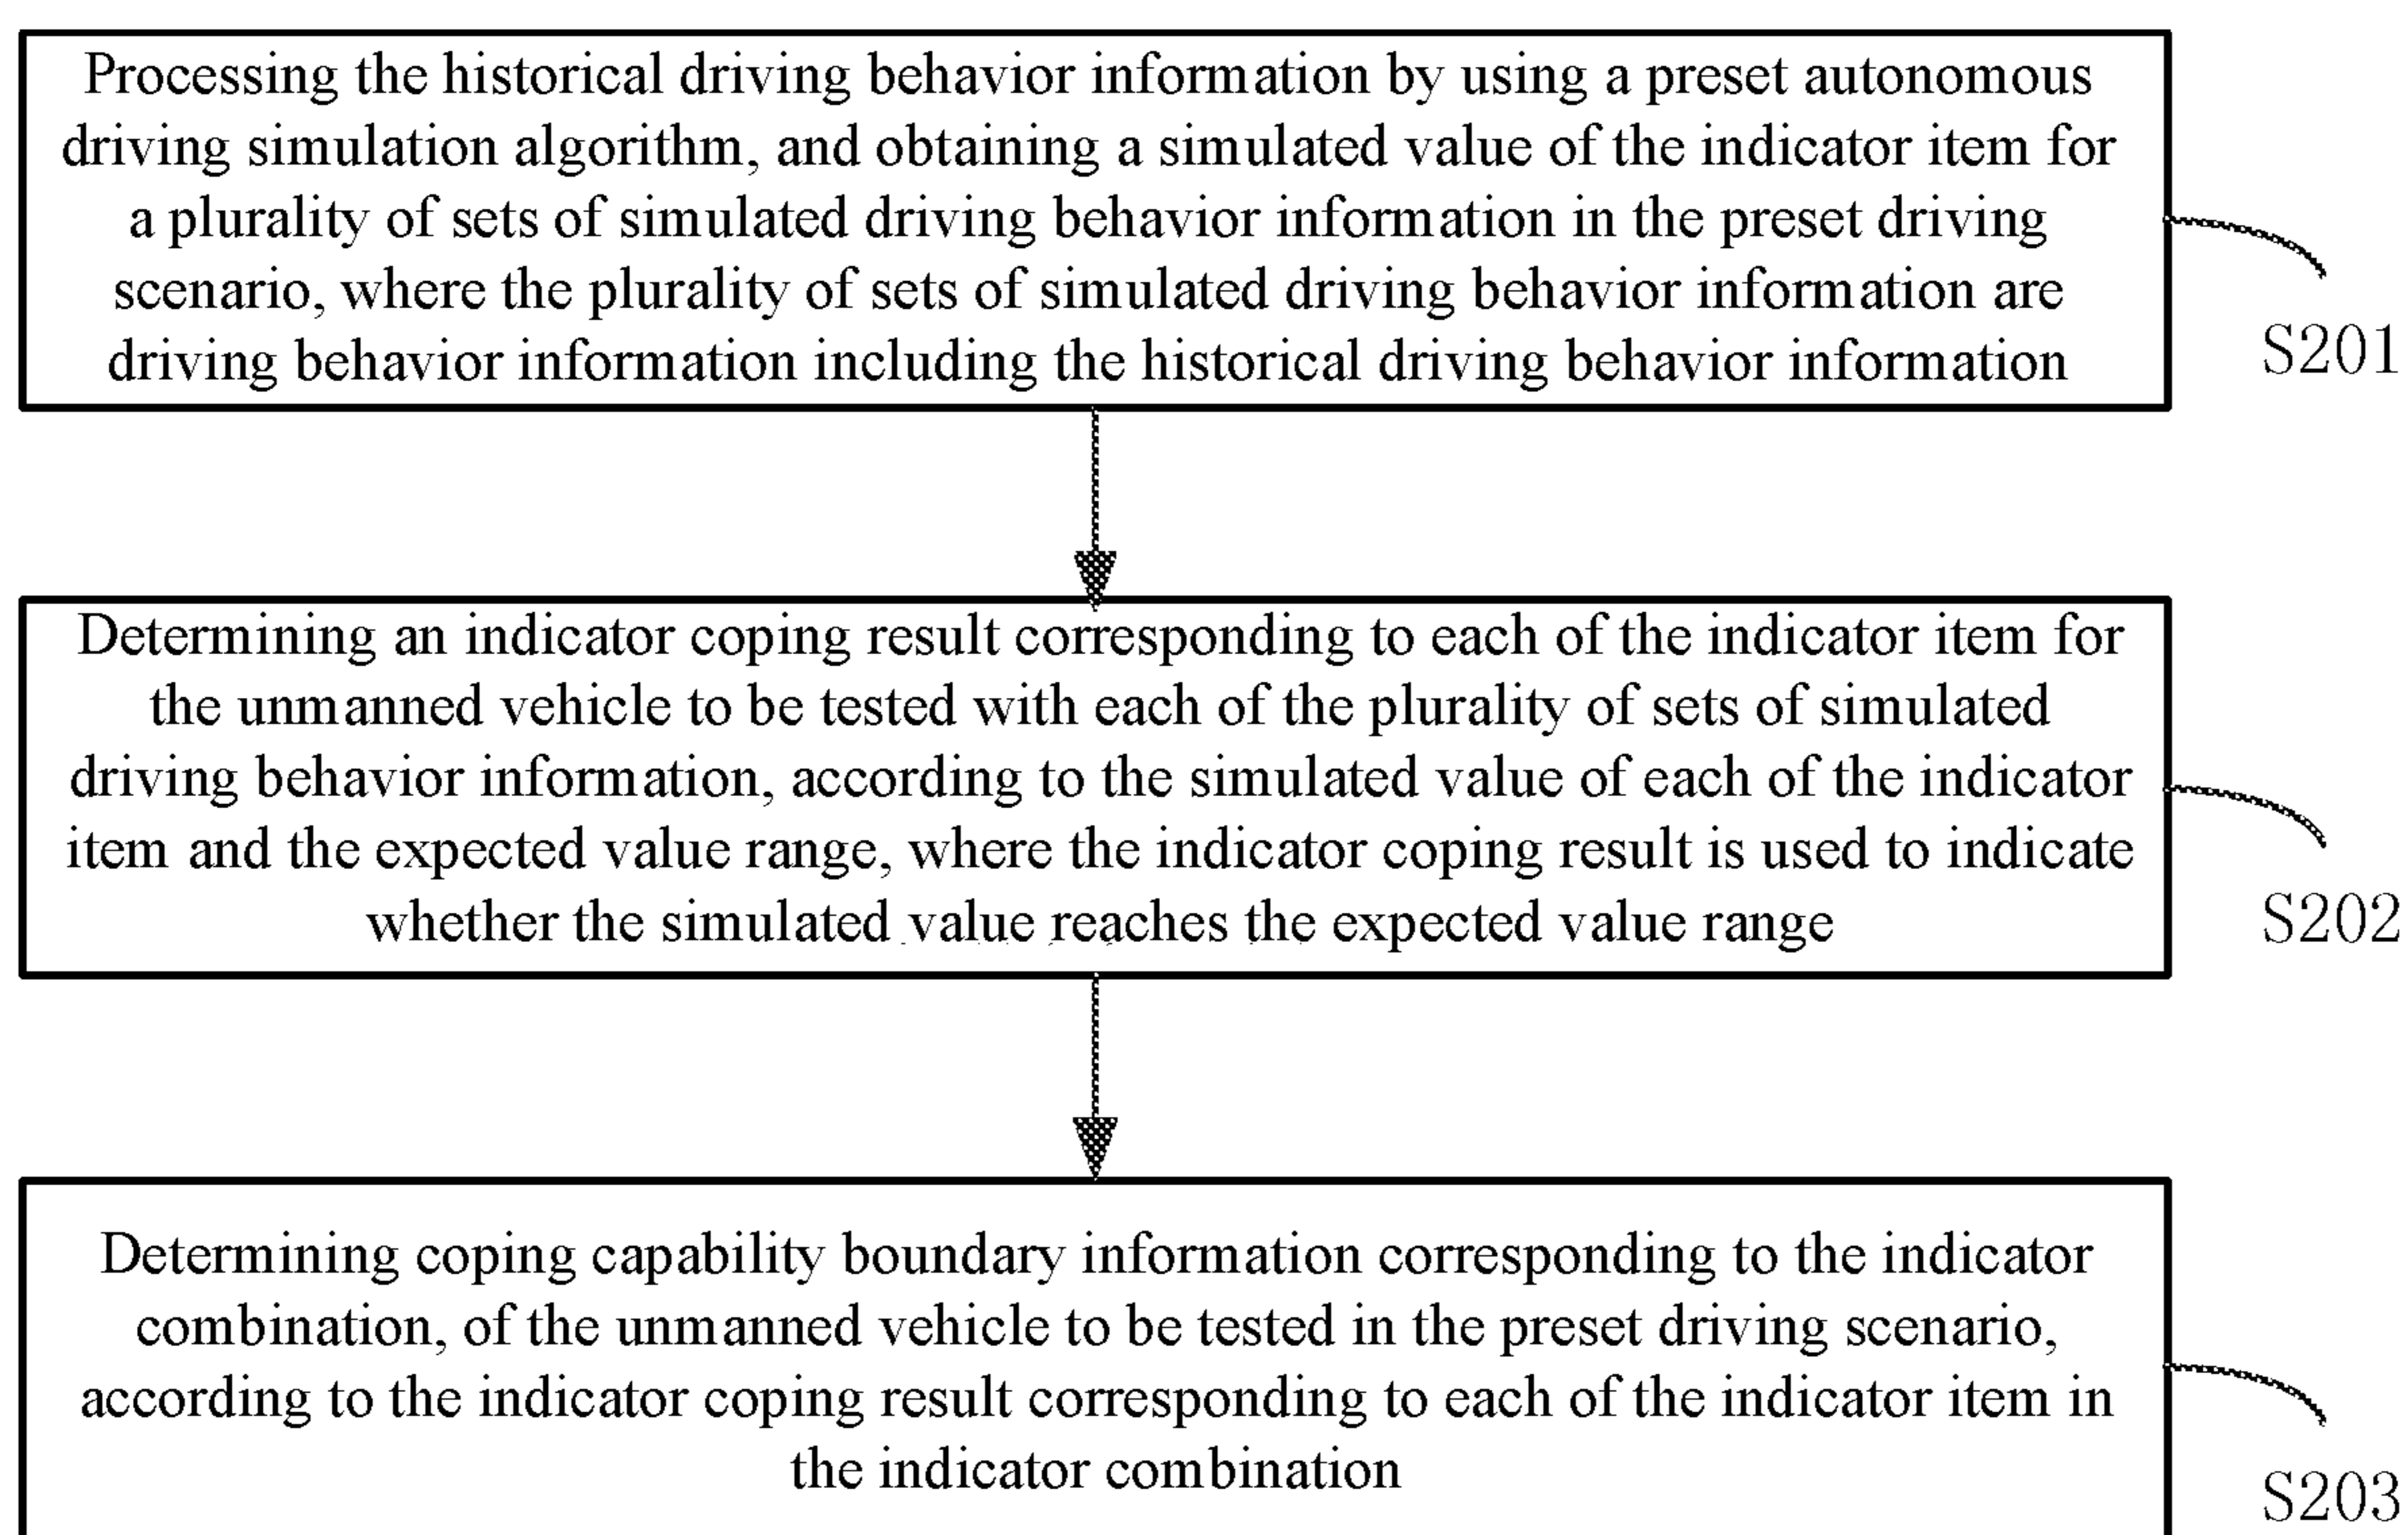 Processing the historical driving behavior information by using a preset autonomous
driving simulation algorithm, and obtaining a simulated value of the indicator item for
a plurality of sets of simulated driving behavior information in the preset driving
scenario, where the plurality of sets of simulated driving behavior information are
driving behavior information including the historical driving behavior information
S201
Determining an indicator coping result corresponding to each of the indicator item for
the unmanned vehicle to be tested with each of the plurality of sets of simulated
driving behavior information, according to the simulated value of each of the indicator
item and the expected value range, where the indicator coping result is used to indicate
whether the simulated value reaches the expected value range
S202
Determining coping capability boundary information corresponding to the indicator
combination, of the unmanned vehicle to be tested in the preset driving scenario,
according to the indicator coping result corresponding to each of the indicator item in
the indicator combination
S203